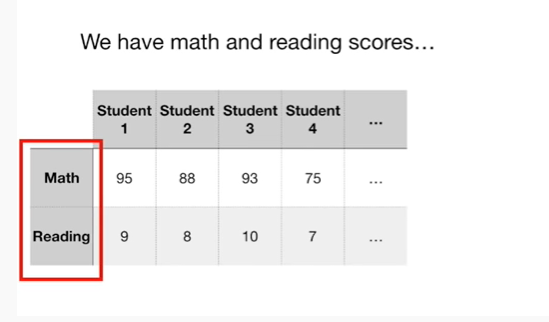 We have math and reading scores...
Student Student Student Student
1 2 3 4 ...
Math 95 88 93 75 ...
Reading 9 8 10 7 ...